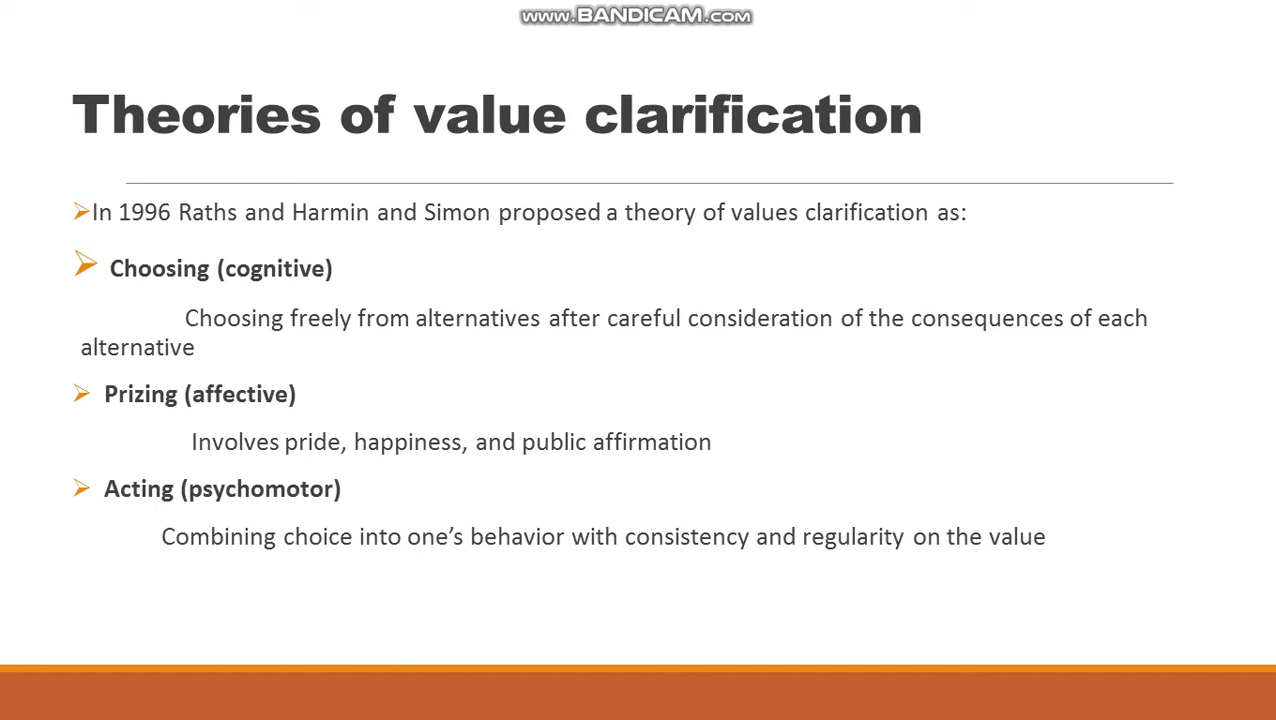 www.BANDICAM.com
Theories of value clarification
In 1996 Raths and Harmin and Simon proposed a theory of values clarification as:
Choosing (cognitive)
Choosing freely from alternatives after careful consideration of the consequences of each
alternative
Prizing (affective)
Involves pride, happiness, and public affirmation
Acting (psychomotor)
Combining choice into one’s behavior with consistency and regularity on the value